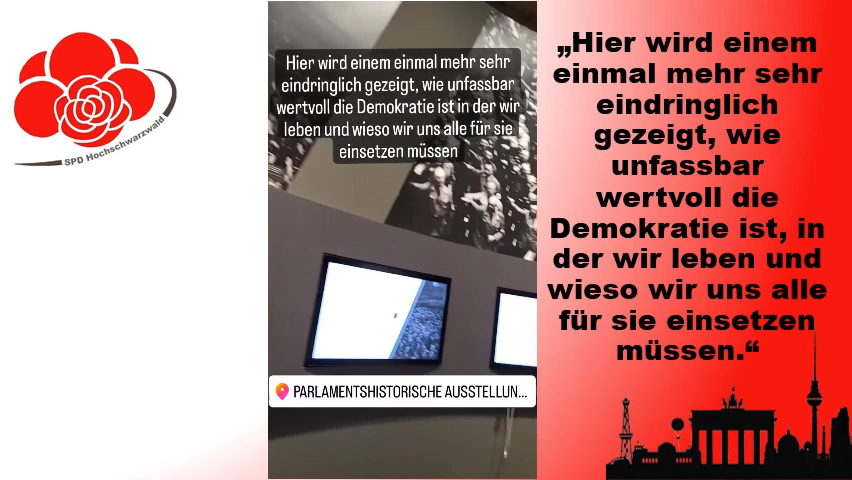 SPD Hochschwarzwald
Hier wird einem einmal mehr sehr
eindringlich gezeigt, wie unfassbar
wertvoll die Demokratie ist in der wir
leben und wieso wir uns alle für sie
einsetzen müssen
PARLAMENTSHISTORISCHE AUSSTELLUN...
„Hier wird einem
einmal mehr sehr
eindringlich
gezeigt, wie
unfassbar
wertvoll die
Demokratie ist, in
der wir leben und
wieso wir uns alle
für sie einsetzen
müssen.“